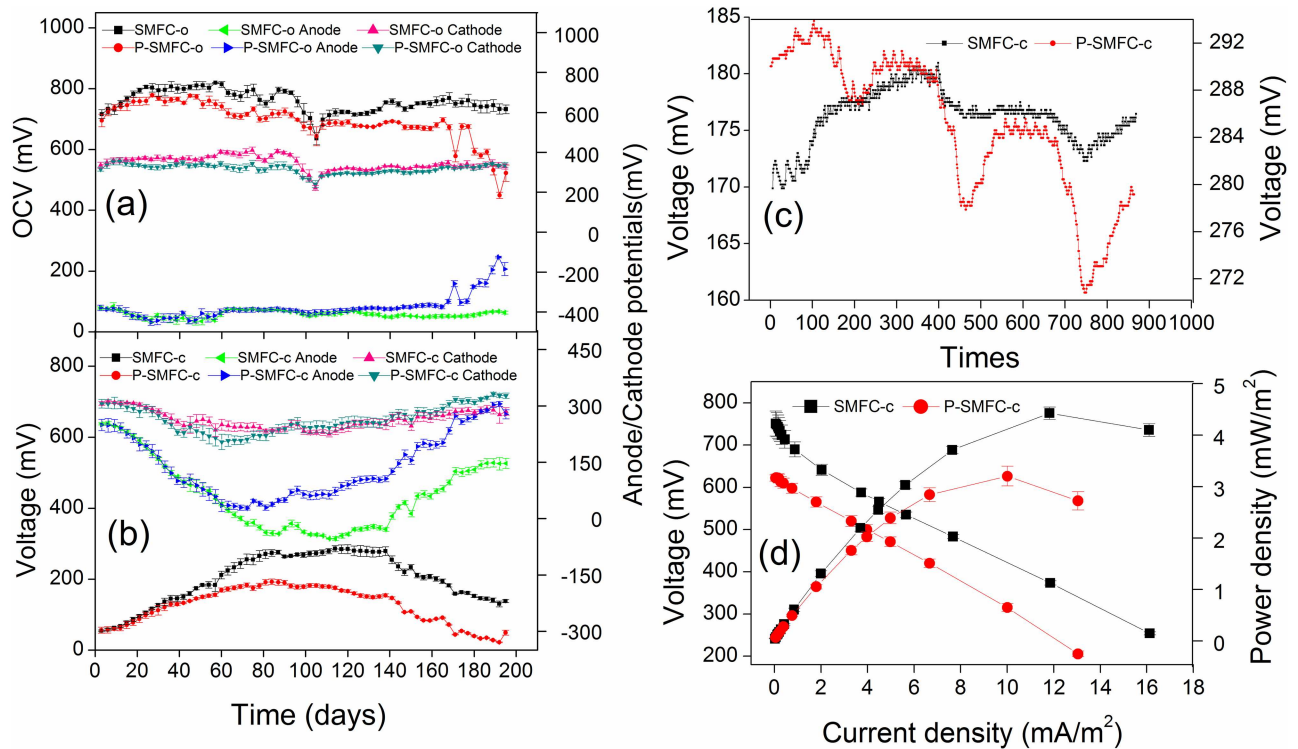 SMFC-o SMFC-o Anode SMFC-o Cathode
P-SMFC-o P-SMFC-o Anode P-SMFC-o Cathode
1000
800
600
400
200
0
OCV (mV)
(a)
1000
800
600
400
200
0
-200
-400
SMFC-c SMFC-c Anode SMFC-c Cathode
P-SMFC-c P-SMFC-c Anode P-SMFC-c Cathode
800
600
400
200
0
Voltage (mV)
(b)
450
300
150
0
-150
-300
Anode/Cathode potentials(mV)
0 20 40 60 80 100 120 140 160 180 200
Time (days)
185
180
175
170
165
160
Voltage (mV)
SMFC-c P-SMFC-c
(c)
292
288
284
280
276
272
Voltage (mV)
0 100 200 300 400 500 600 700 800 900 1000
Times
800
700
600
500
400
300
200
Voltage (mV)
SMFC-c P-SMFC-c
(d)
5
4
3
2
1
0
Power density (mW/m²)
0 2 4 6 8 10 12 14 16 18
Current density (mA/m²)